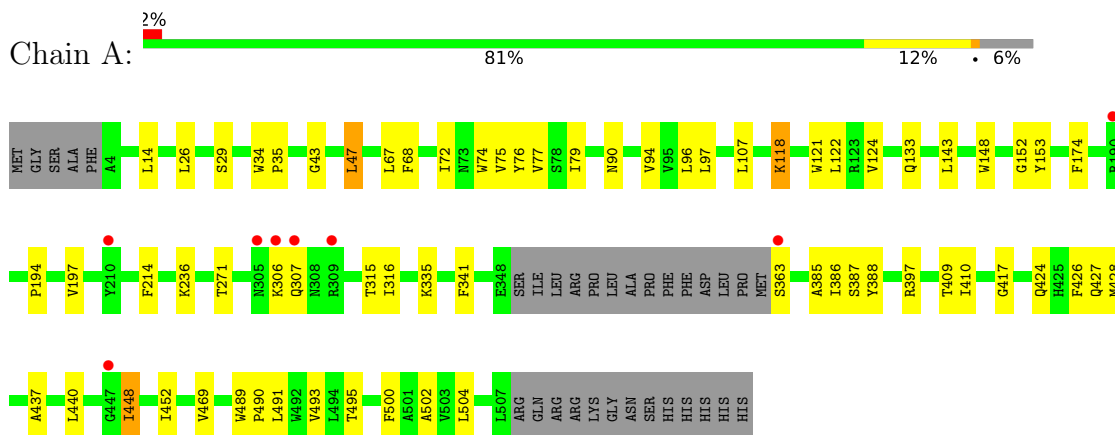 2%
Chain A:
81% 12% • 6%
MET GLY SER ALA PHE A4 L14 L26 S29 W34 P35 G43 L47 L67 F68 I72 N73 W74 V75 Y76 V77 S78 I79 N90 V94 V95 L96 L97 L107 K118 W121 L122 R123 V124 Q133 L143 W148 G152 Y153 F174 R190
P194 V197 Y210 F214 K236 T271 N305 K306 Q307 N308 R309 T315 I316 K335 F341 E348 SER ILE LEU ARG PRO LEU ALA PRO PHE PHE ASP LEU PRO MET S363 A385 I386 S387 Y388 R397 T409 I410 G417 Q424 H425 F426 Q427 M428
A437 L440 G447 I448 I452 V469 W489 P490 L491 W492 V493 L494 T495 F500 A501 A502 V503 L504 L507 ARG GLN ARG ARG LYS GLY ASN SER HIS HIS HIS HIS HIS HIS